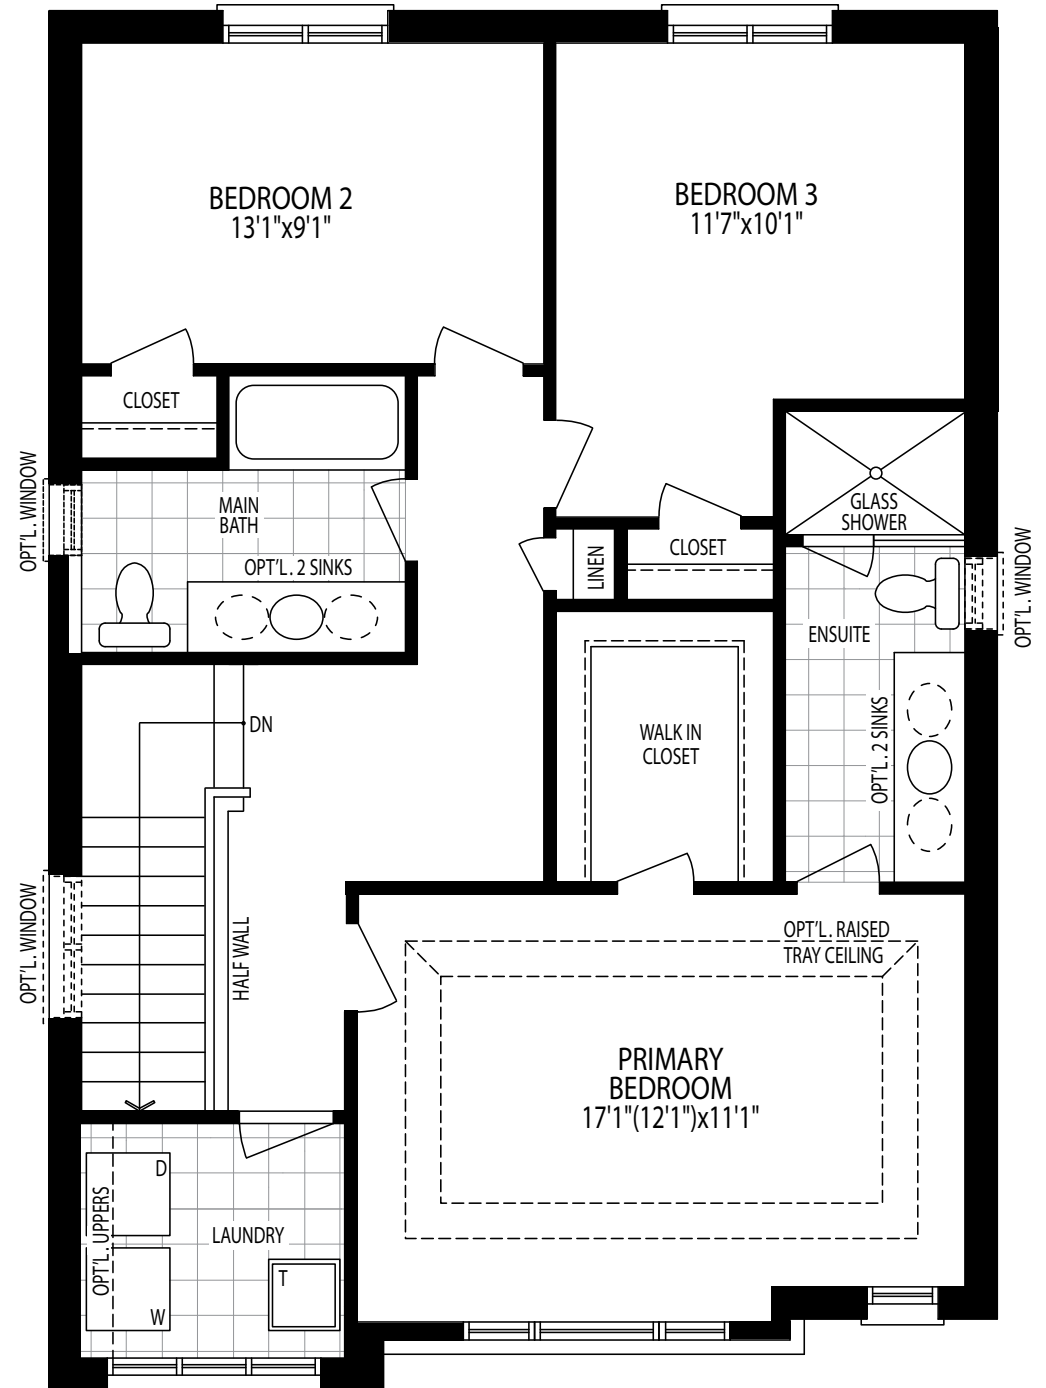 BEDROOM 2
13'1"x9'1"
BEDROOM 3
11'7"x10'1"
CLOSET
OPT'L. WINDOW
MAIN
BATH
OPT'L. 2 SINKS
LINEN
CLOSET
GLASS
SHOWER
OPT'L. WINDOW
ENSUITE
OPT'L. 2 SINKS
WALK IN
CLOSET
DN
OPT'L. WINDOW
HALF WALL
OPT'L. RAISED
TRAY CEILING
PRIMARY
BEDROOM
17'1"(12'1")x11'1"
D
OPT'L. UPPERS
LAUNDRY
T
W